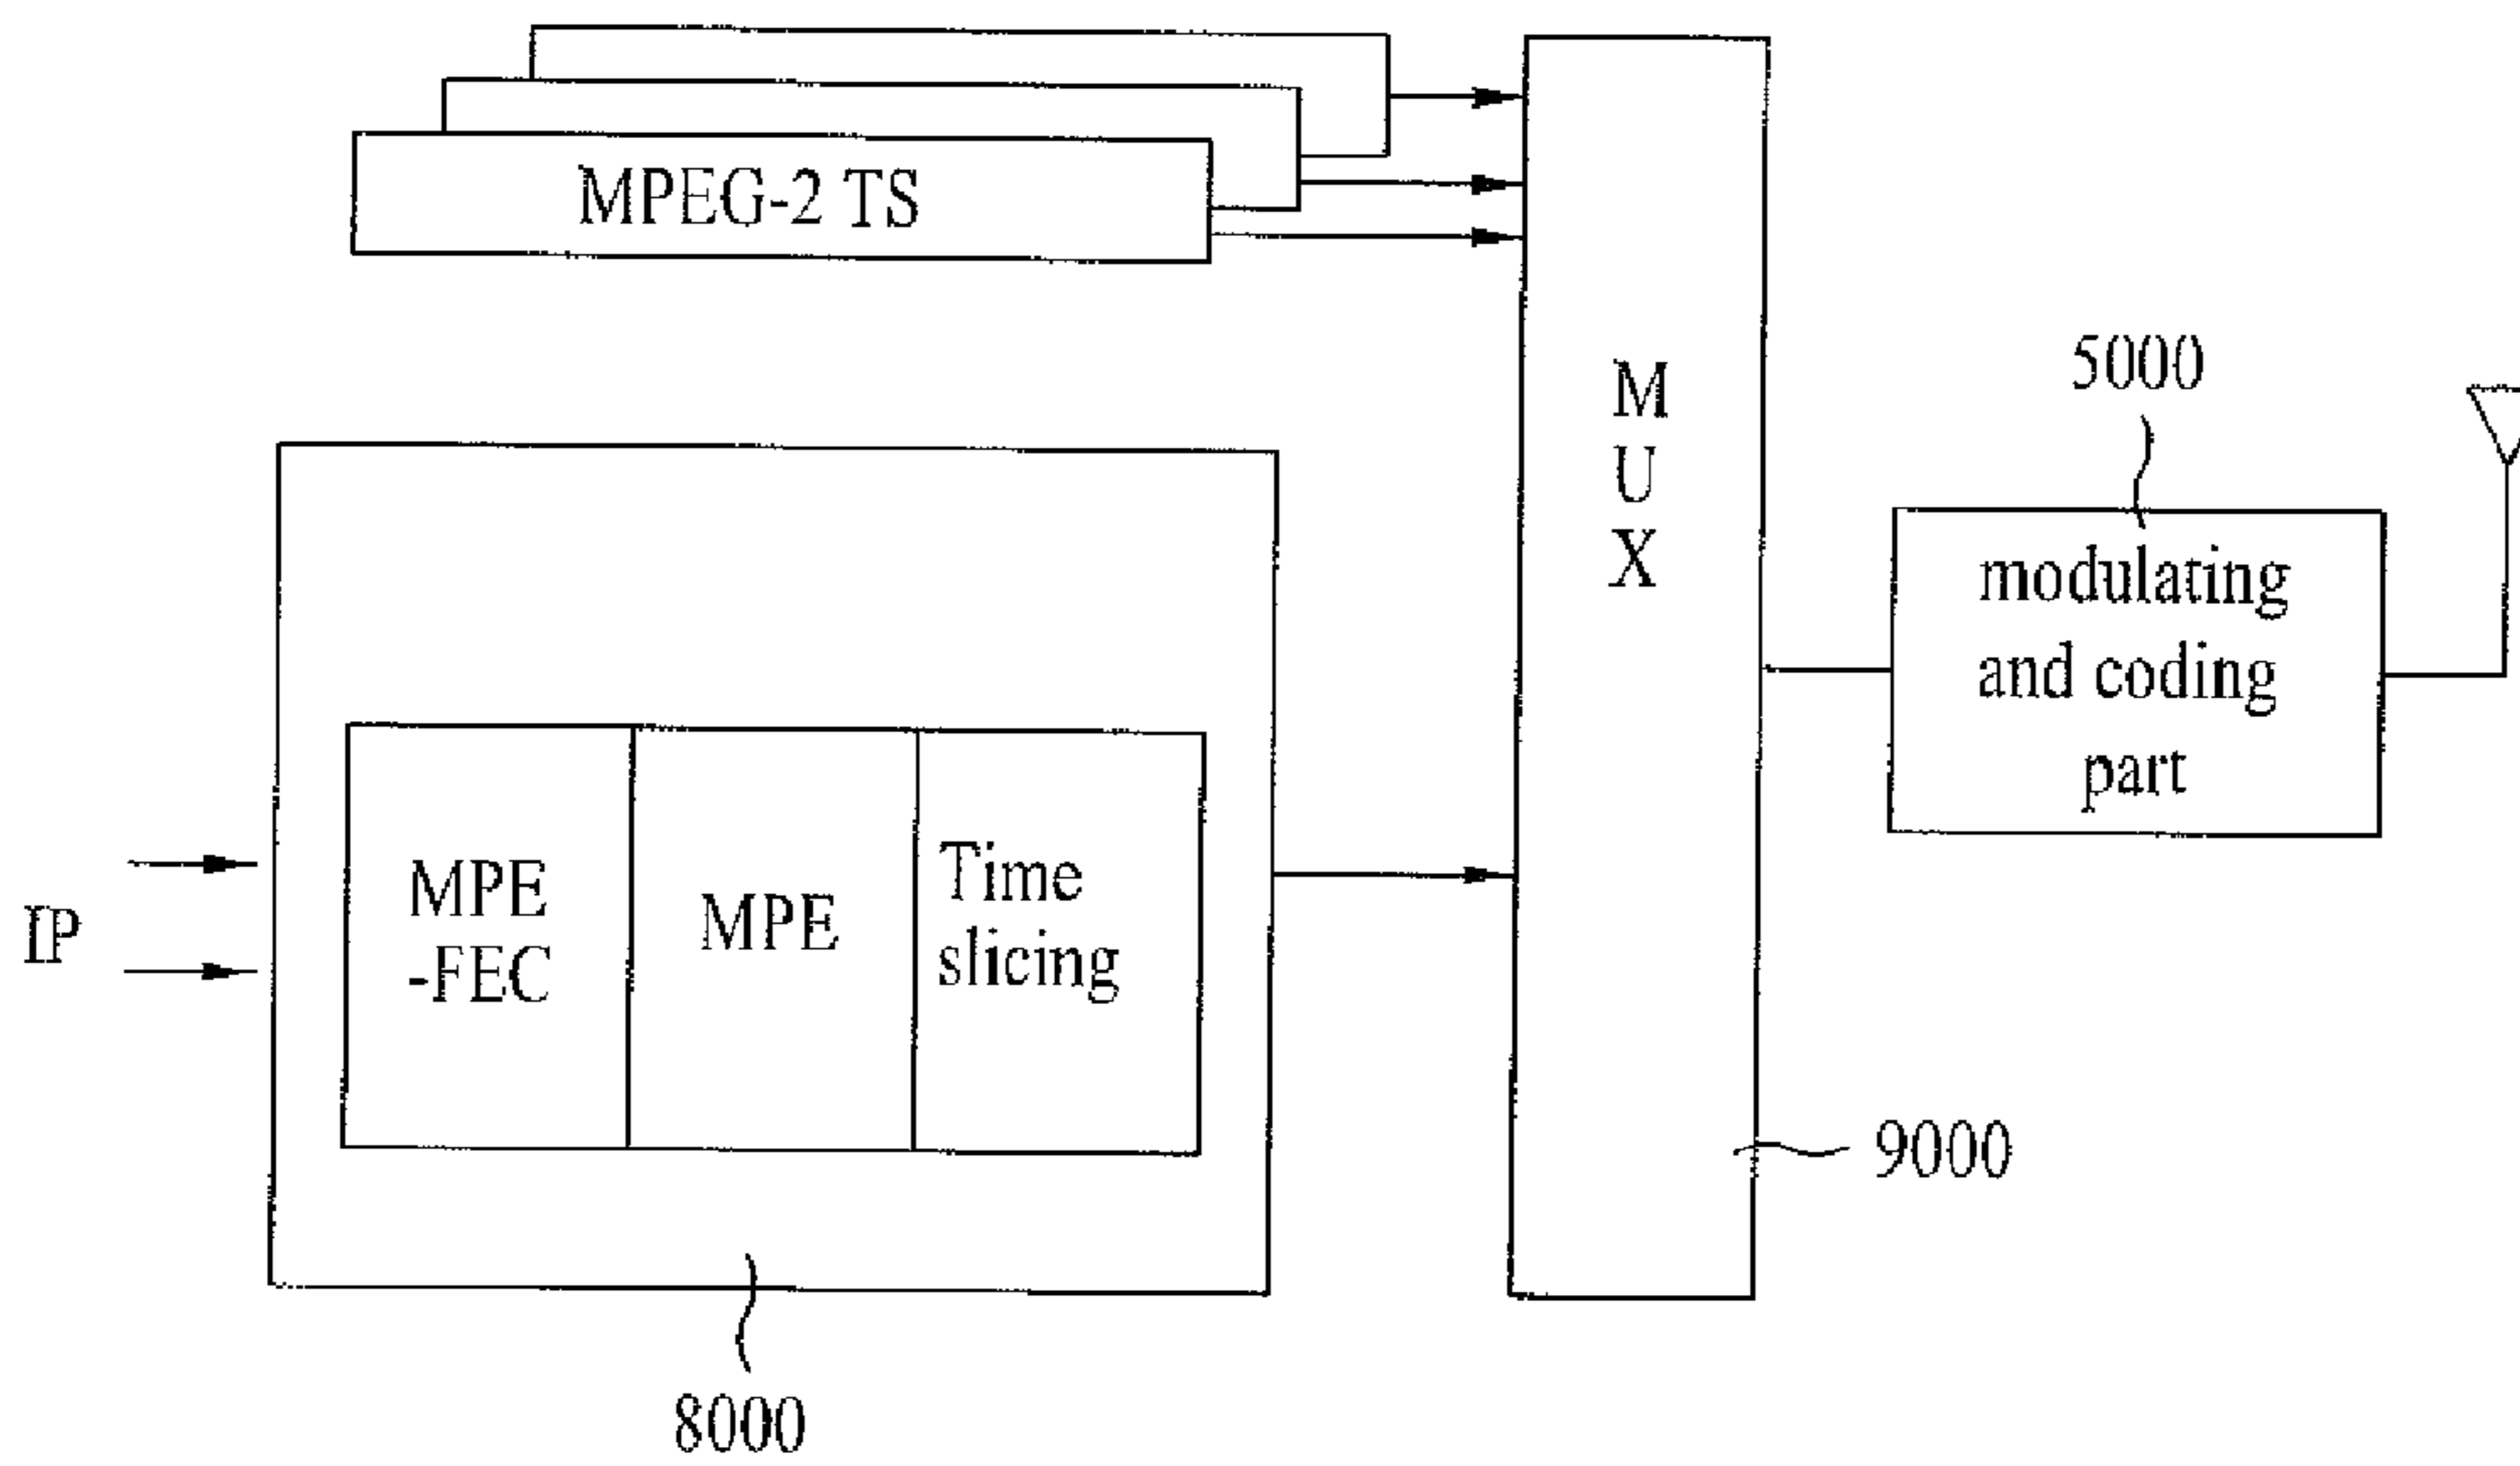 MPEG-2 TS
M
U
X
5000
modulating
and coding
part
IP
MPE
-FEC
MPE
Time
slicing
9000
8000